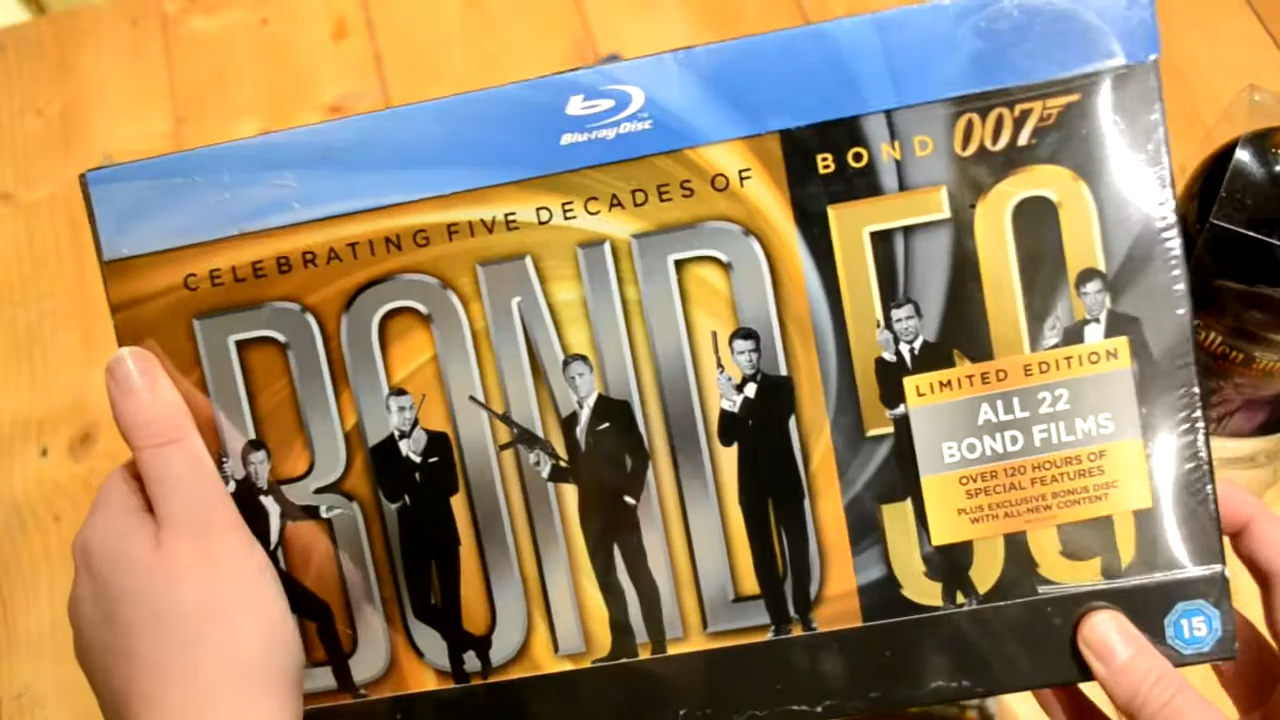 Blu-ray Disc
CELEBRATING FIVE DECADES OF
BOND
BOND 007
50
LIMITED EDITION
ALL 22
BOND FILMS
OVER 120 HOURS OF
SPECIAL FEATURES
PLUS EXCLUSIVE BONUS DISC
WITH ALL-NEW CONTENT
15